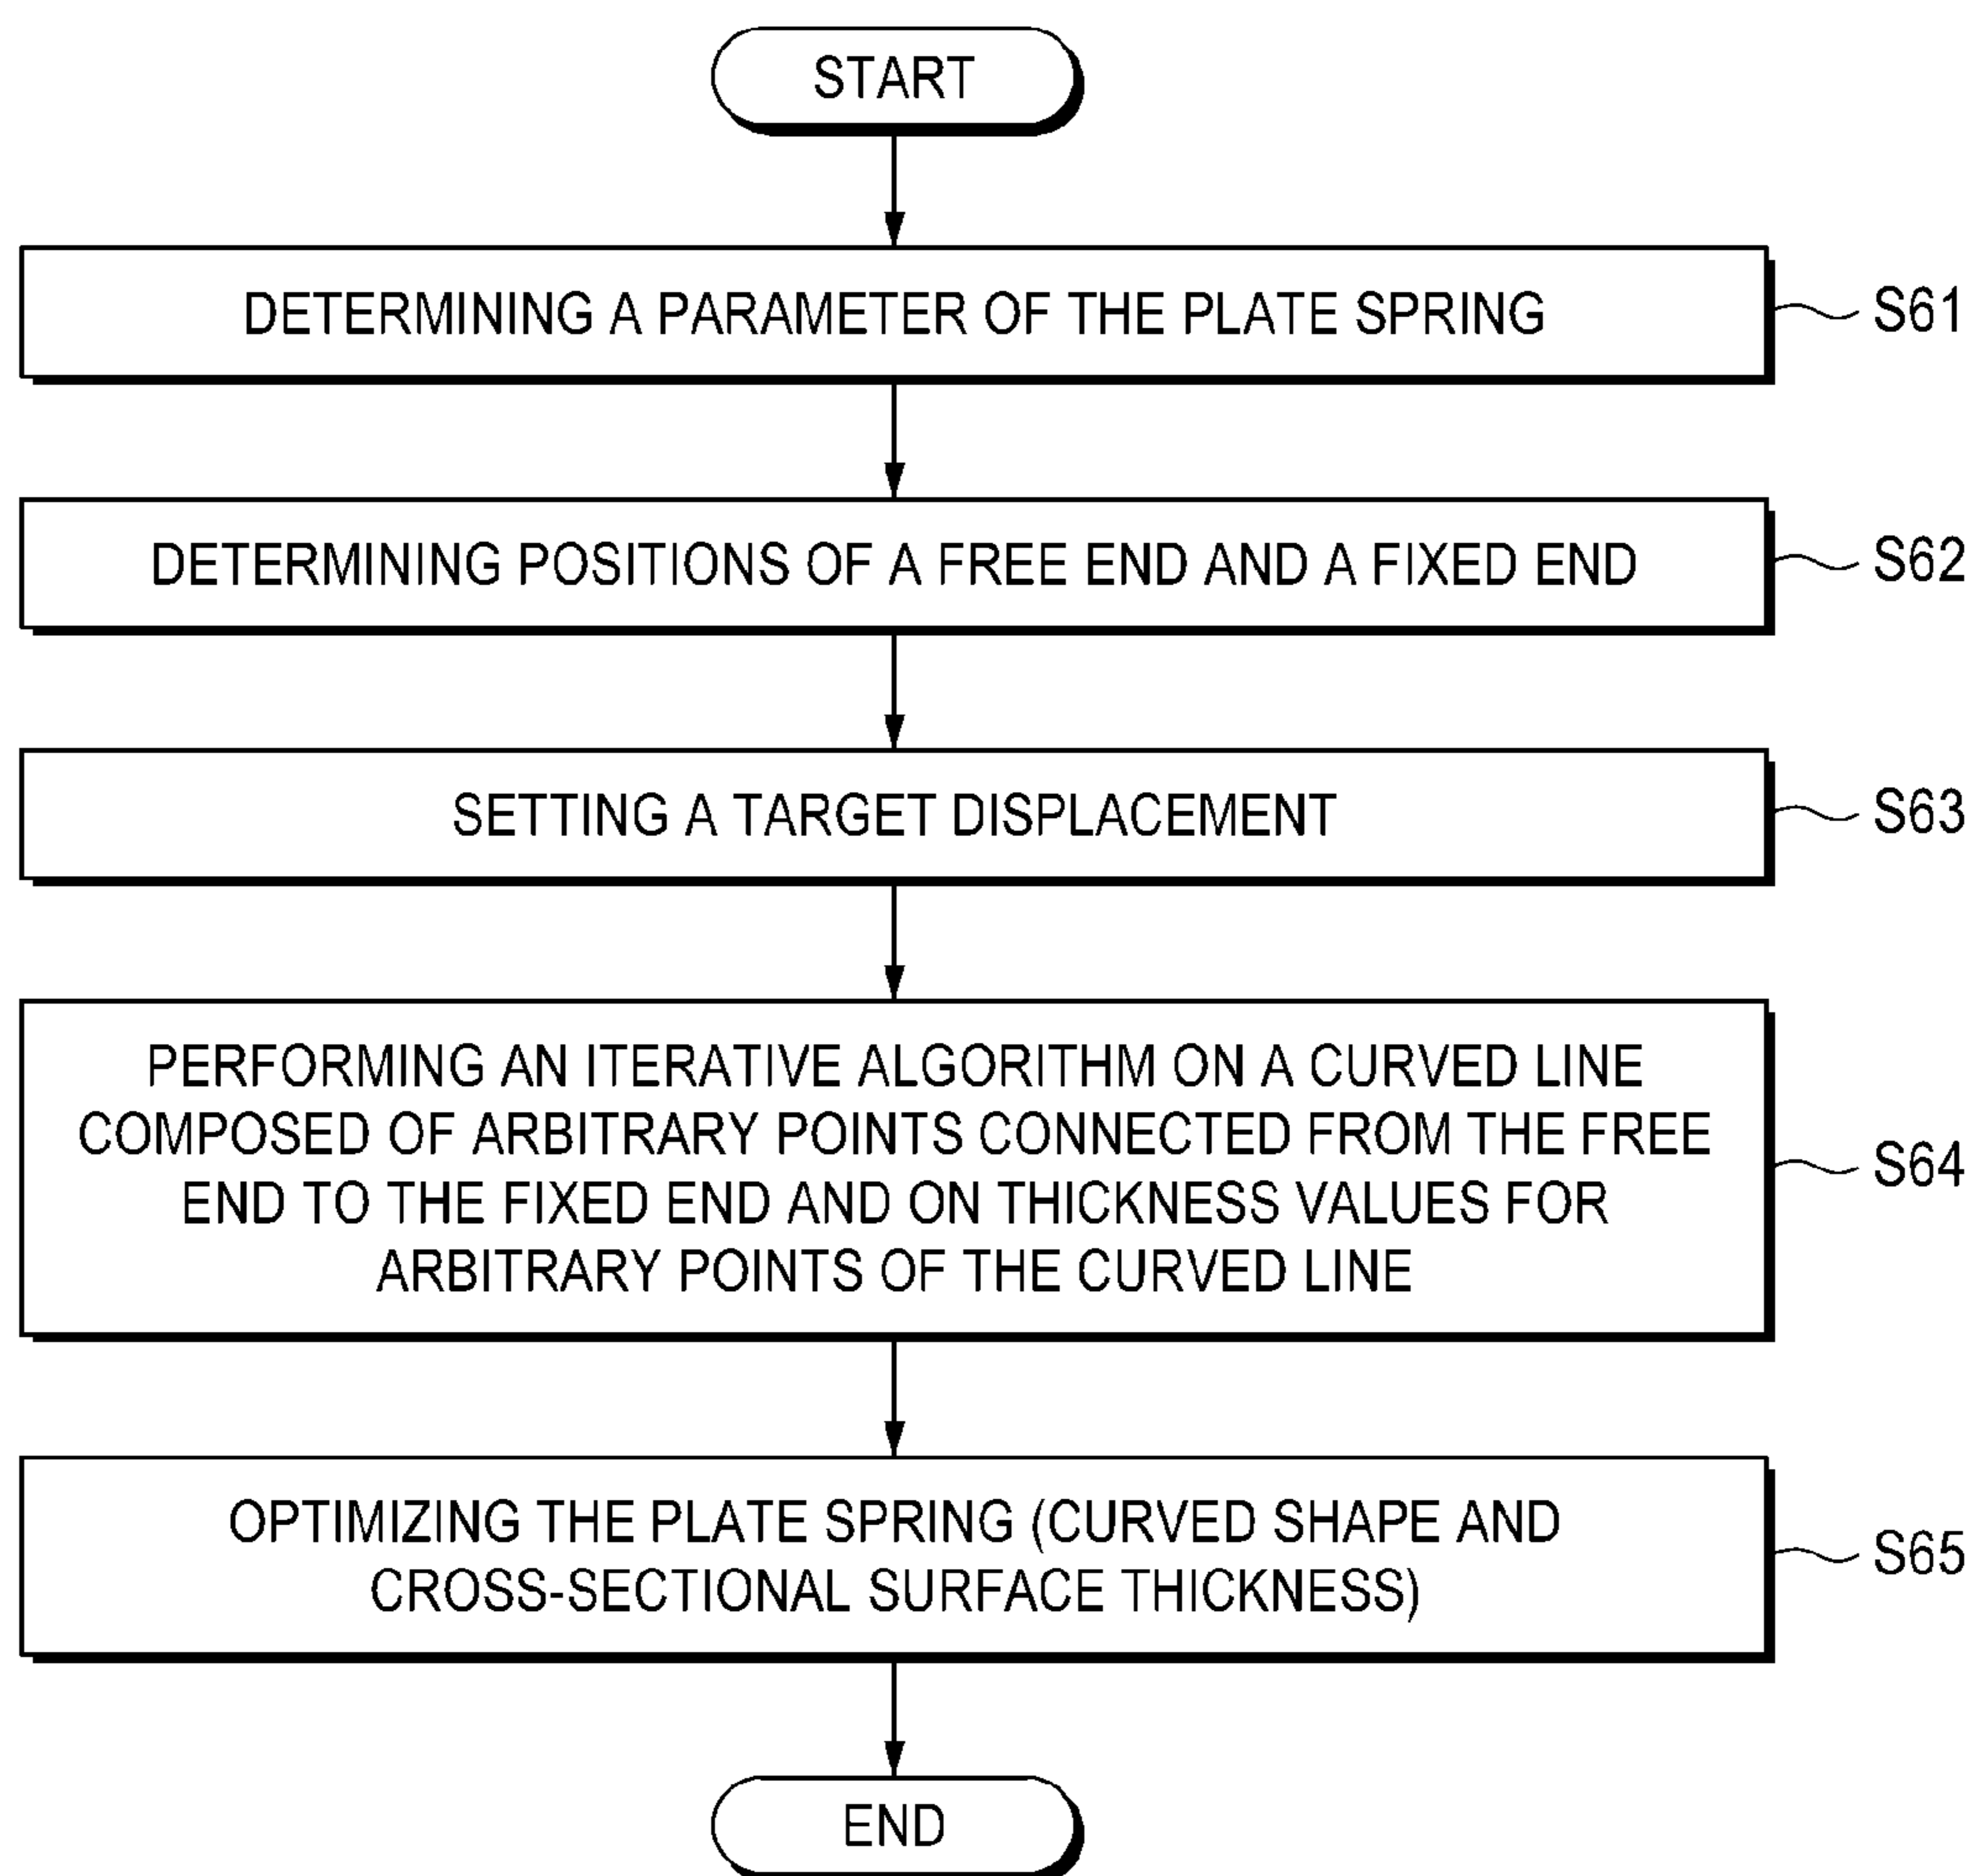 START
DETERMINING A PARAMETER OF THE PLATE SPRING
S61
DETERMINING POSITIONS OF A FREE END AND A FIXED END
S62
SETTING A TARGET DISPLACEMENT
S63
PERFORMING AN ITERATIVE ALGORITHM ON A CURVED LINE
COMPOSED OF ARBITRARY POINTS CONNECTED FROM THE FREE
END TO THE FIXED END AND ON THICKNESS VALUES FOR
ARBITRARY POINTS OF THE CURVED LINE
S64
OPTIMIZING THE PLATE SPRING (CURVED SHAPE AND
CROSS-SECTIONAL SURFACE THICKNESS)
S65
END